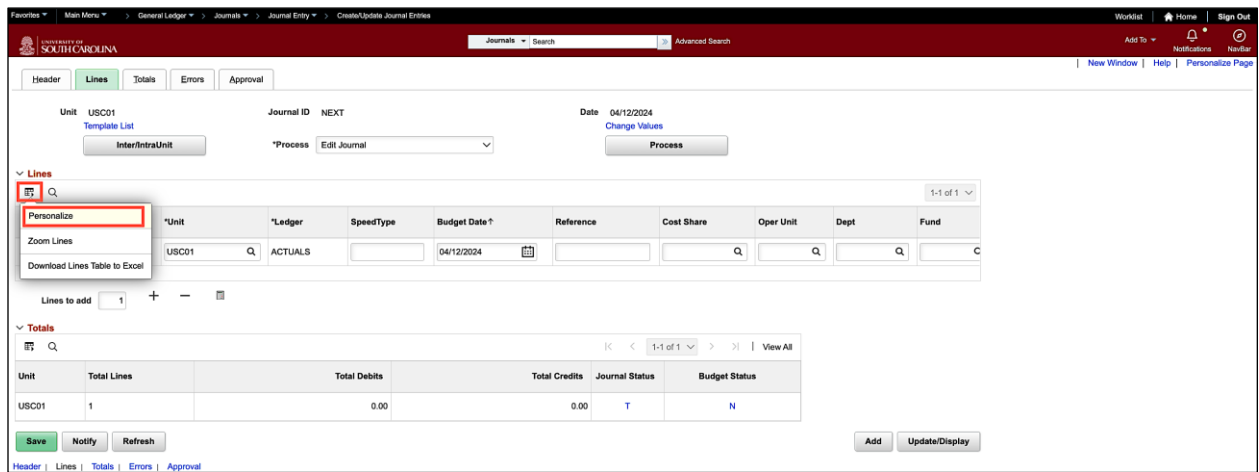 Favorites Main Menu > General Ledger > Journals > Journal Entry > Create/Update Journal Entries
Worklist Home Sign Out
UNIVERSITY OF
SOUTH CAROLINA
Journals Search Advanced Search
Add To Notifications NavBar
New Window | Help | Personalize Page
Header Lines Totals Errors Approval
Unit USC01 Journal ID NEXT Date 04/12/2024
Template List Change Values
Inter/IntraUnit *Process Edit Journal Process
Lines
1-1 of 1
Personalize
Zoom Lines
Download Lines Table to Excel
*Unit *Ledger SpeedType Budget Date↑ Reference Cost Share Oper Unit Dept Fund
USC01 ACTUALS 04/12/2024
Lines to add 1 + −
Totals
|< < 1-1 of 1 > >| | View All
Unit Total Lines Total Debits Total Credits Journal Status Budget Status
USC01 1 0.00 0.00 T N
Save Notify Refresh Add Update/Display
Header | Lines | Totals | Errors | Approval